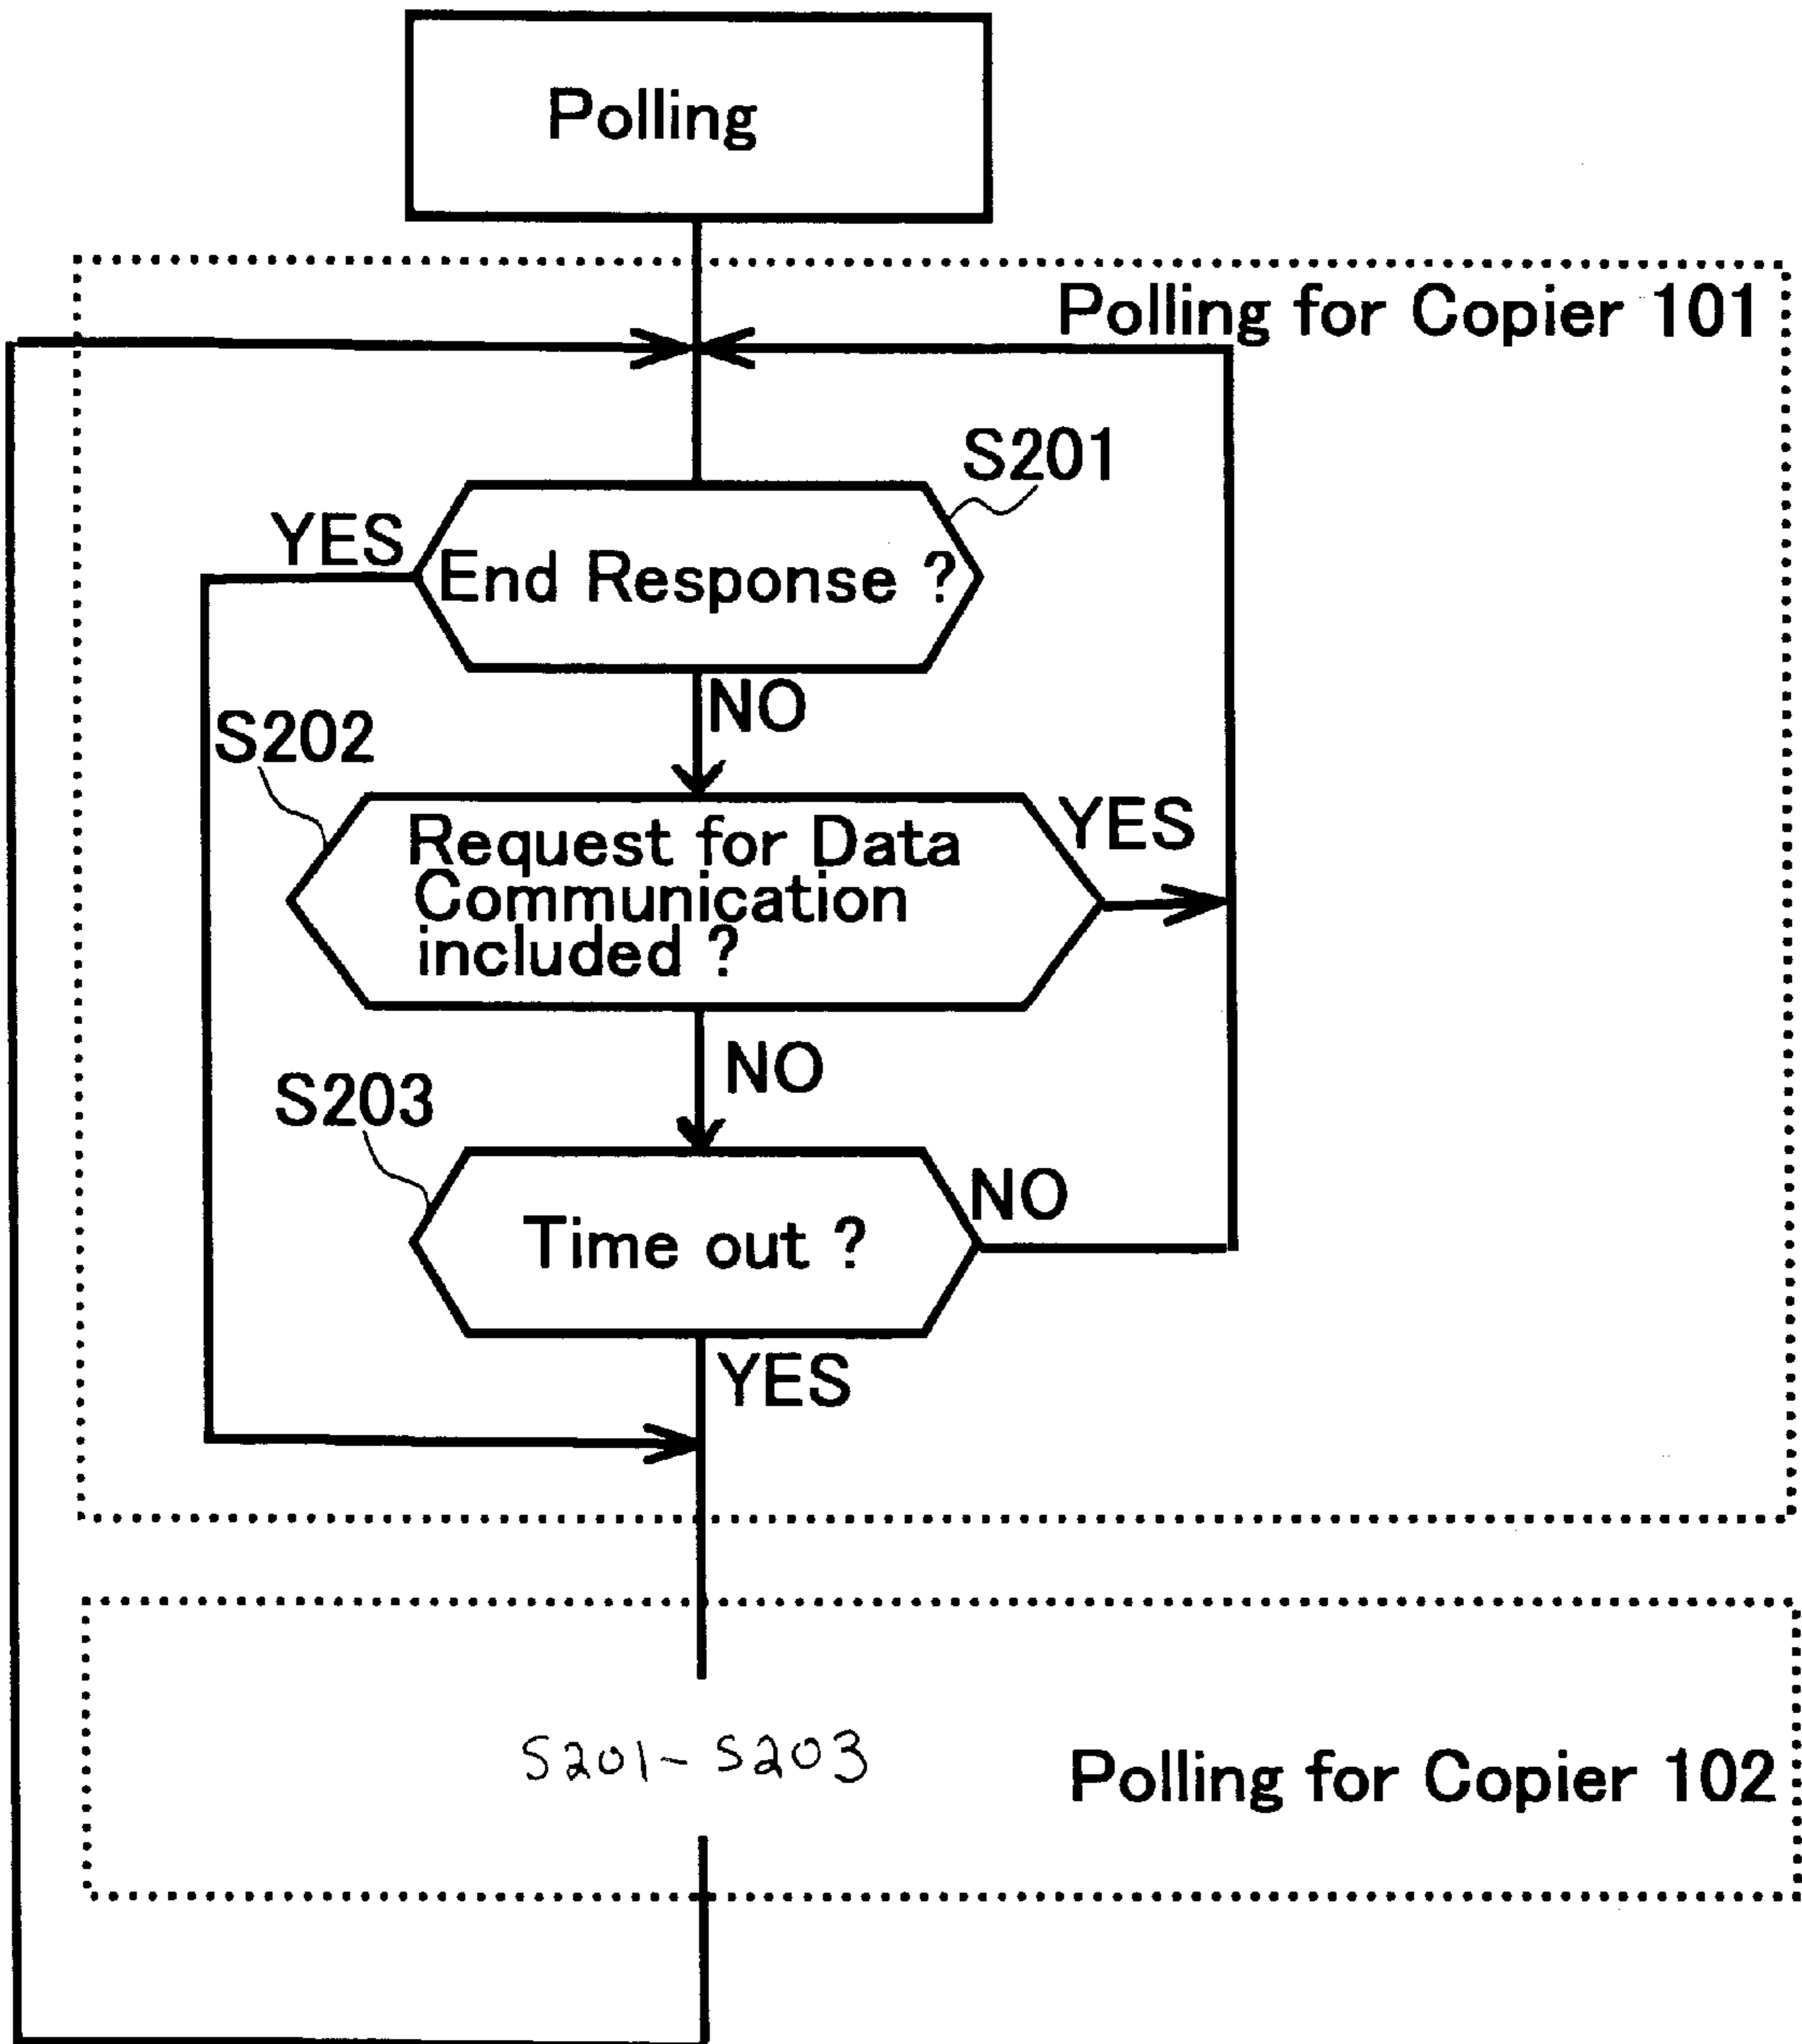 Polling
Polling for Copier 101
S201
YES
End Response ?
NO
S202
Request for Data
Communication
included ?
YES
NO
S203
Time out ?
NO
YES
S201-S203
Polling for Copier 102